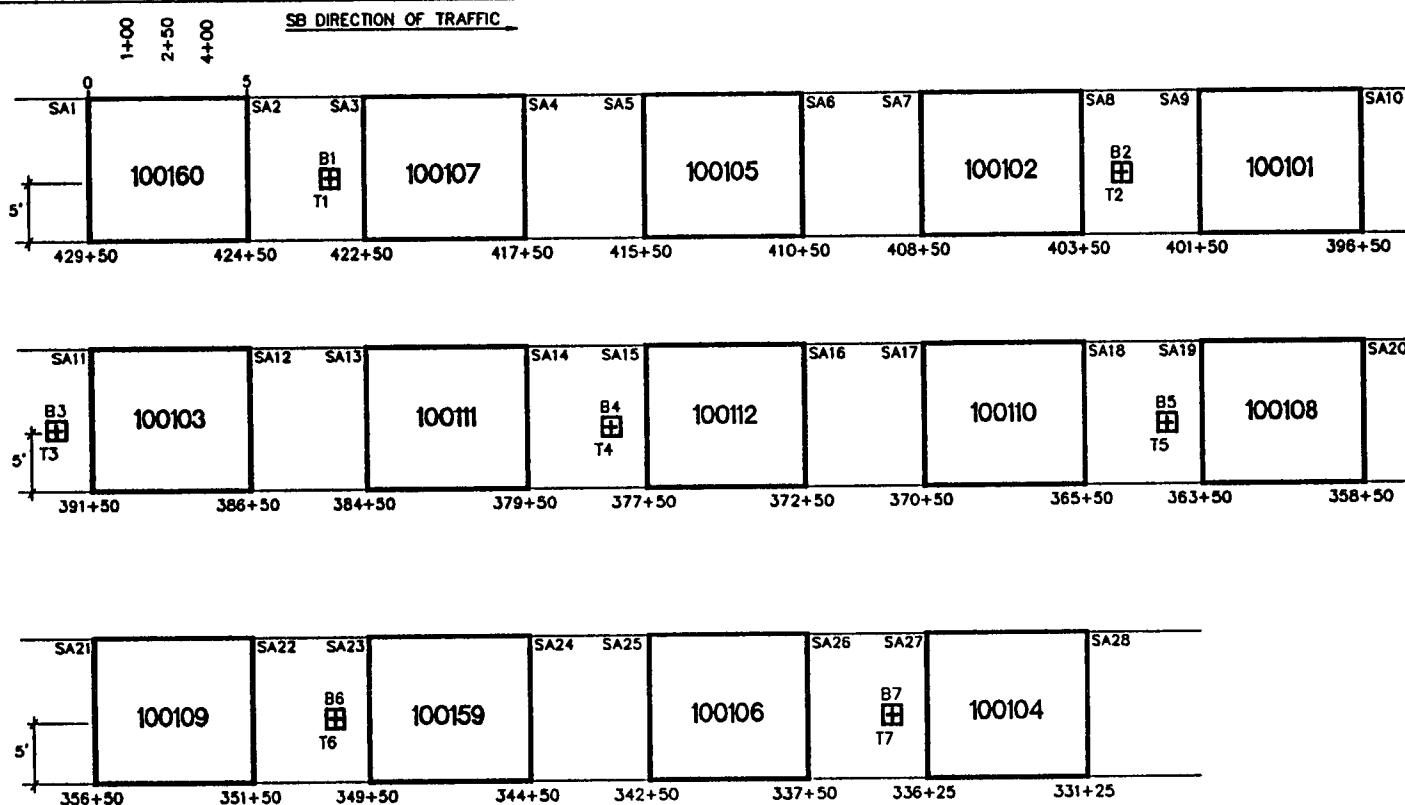 SB DIRECTION OF TRAFFIC
1+00 2+50 4+00
0 5
SA1 SA2 SA3 SA4 SA5 SA6 SA7 SA8 SA9 SA10
B1 B2
100160 100107 100105 100102 100101
T1 T2
5'
429+50 424+50 422+50 417+50 415+50 410+50 408+50 403+50 401+50 396+50
SA11 SA12 SA13 SA14 SA15 SA16 SA17 SA18 SA19 SA20
B3 B4 B5
100103 100111 100112 100110 100108
T3 T4 T5
5'
391+50 386+50 384+50 379+50 377+50 372+50 370+50 365+50 363+50 358+50
SA21 SA22 SA23 SA24 SA25 SA26 SA27 SA28
B6 B7
100109 100159 100106 100104
T6 T7
5'
356+50 351+50 349+50 344+50 342+50 337+50 336+25 331+25